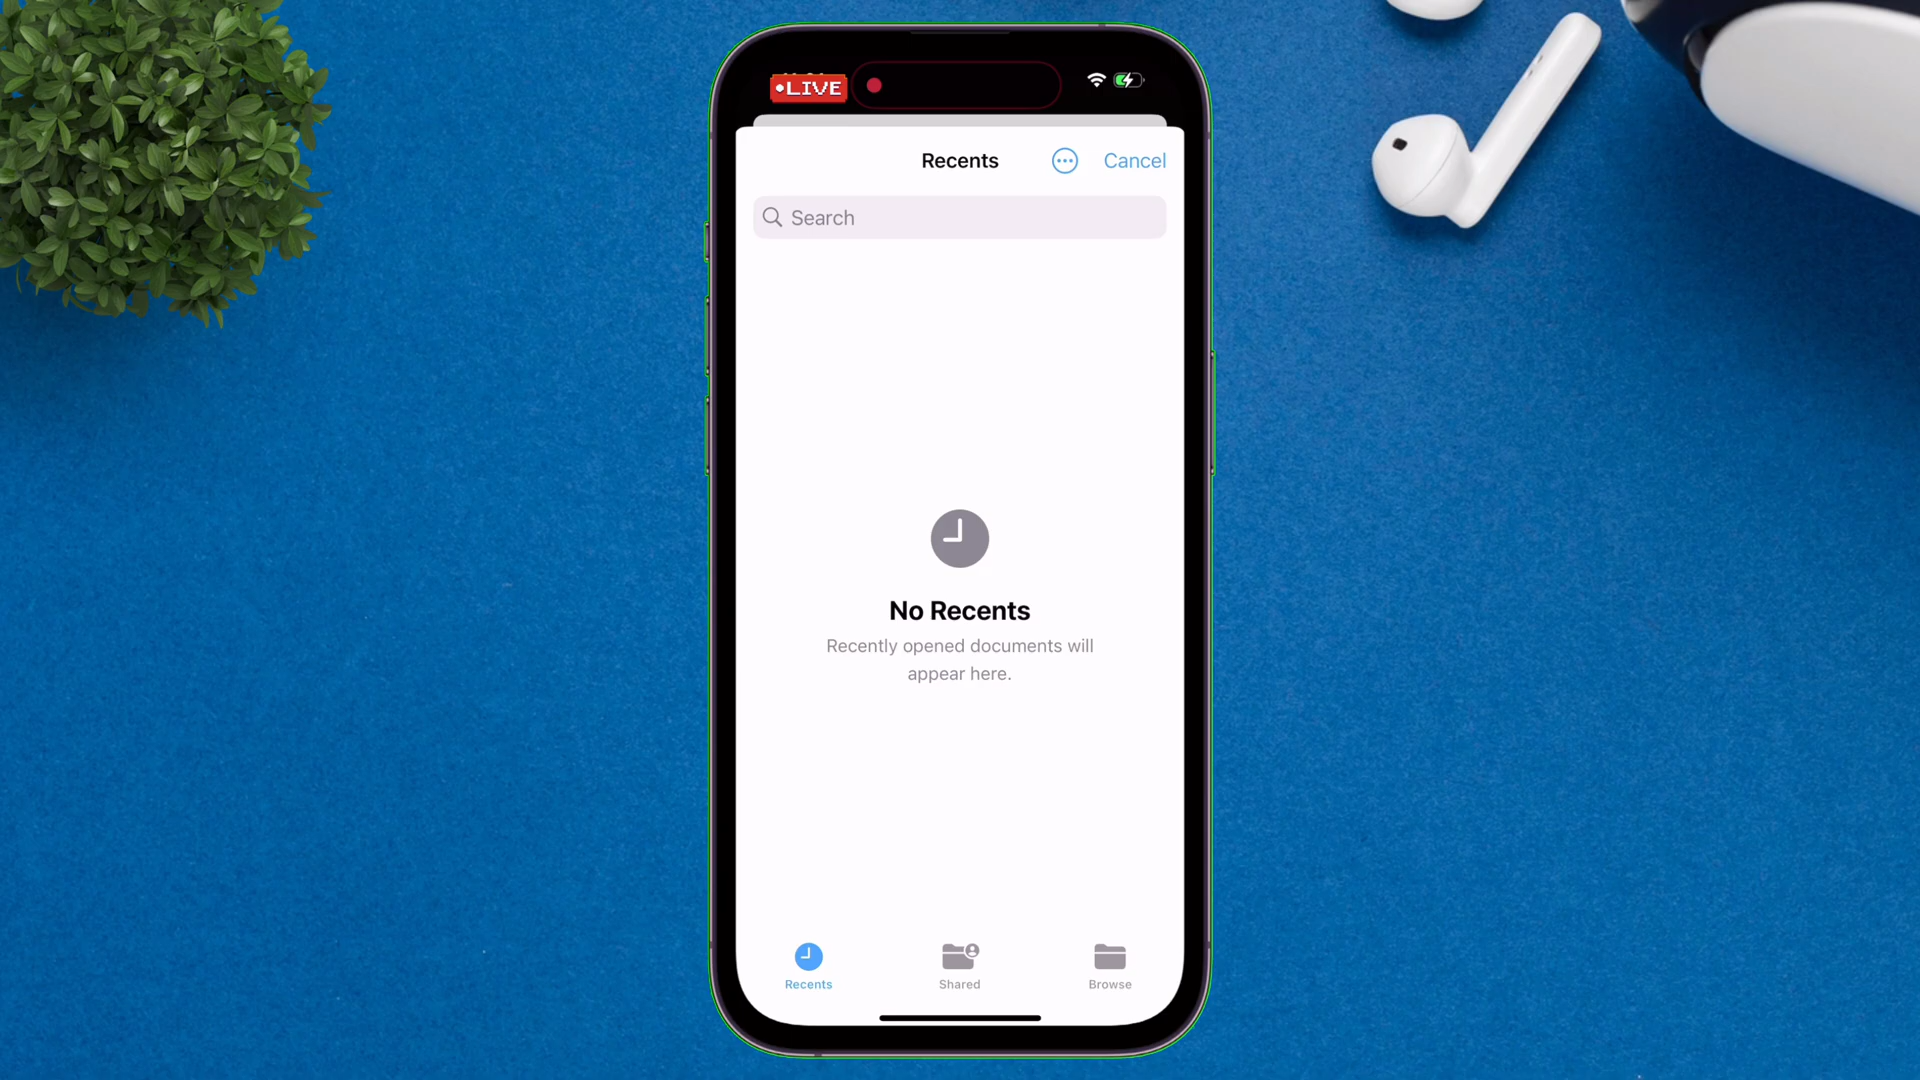 LIVE
Recents
Cancel
Search
No Recents
Recently opened documents will
appear here.
Recents
Shared
Browse